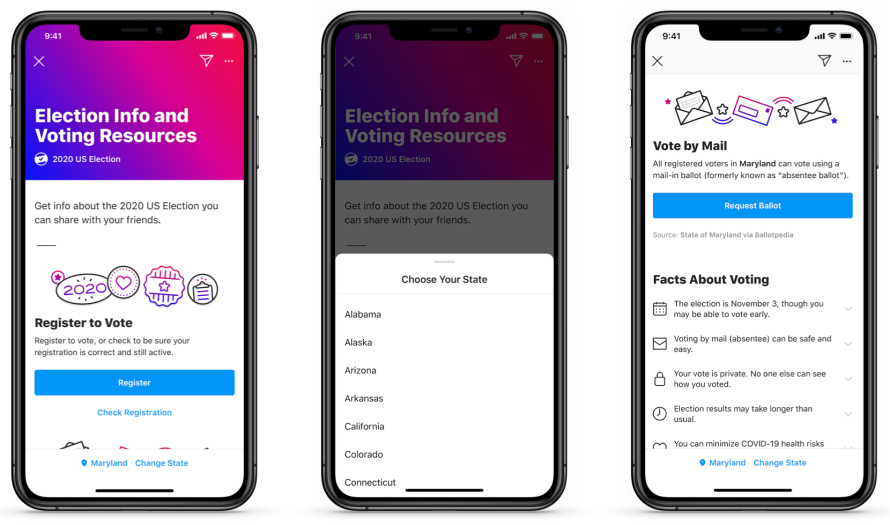 9:41
Election Info and
Voting Resources
2020 US Election
Get info about the 2020 US Election you
can share with your friends.
2020
Register to Vote
Register to vote, or check to be sure your
registration is correct and still active.
Register
Check Registration
Maryland · Change State
9:41
Election Info and
Voting Resources
2020 US Election
Get info about the 2020 US Election you
can share with your friends.
Choose Your State
Alabama
Alaska
Arizona
Arkansas
California
Colorado
Connecticut
9:41
Vote by Mail
All registered voters in Maryland can vote using a
mail-in ballot (formerly known as “absentee ballot”).
Request Ballot
Source: State of Maryland via Ballotpedia
Facts About Voting
The election is November 3, though you
may be able to vote early.
Voting by mail (absentee) can be safe and
easy.
Your vote is private. No one else can see
how you voted.
Election results may take longer than
usual.
You can minimize COVID-19 health risks
Maryland · Change State